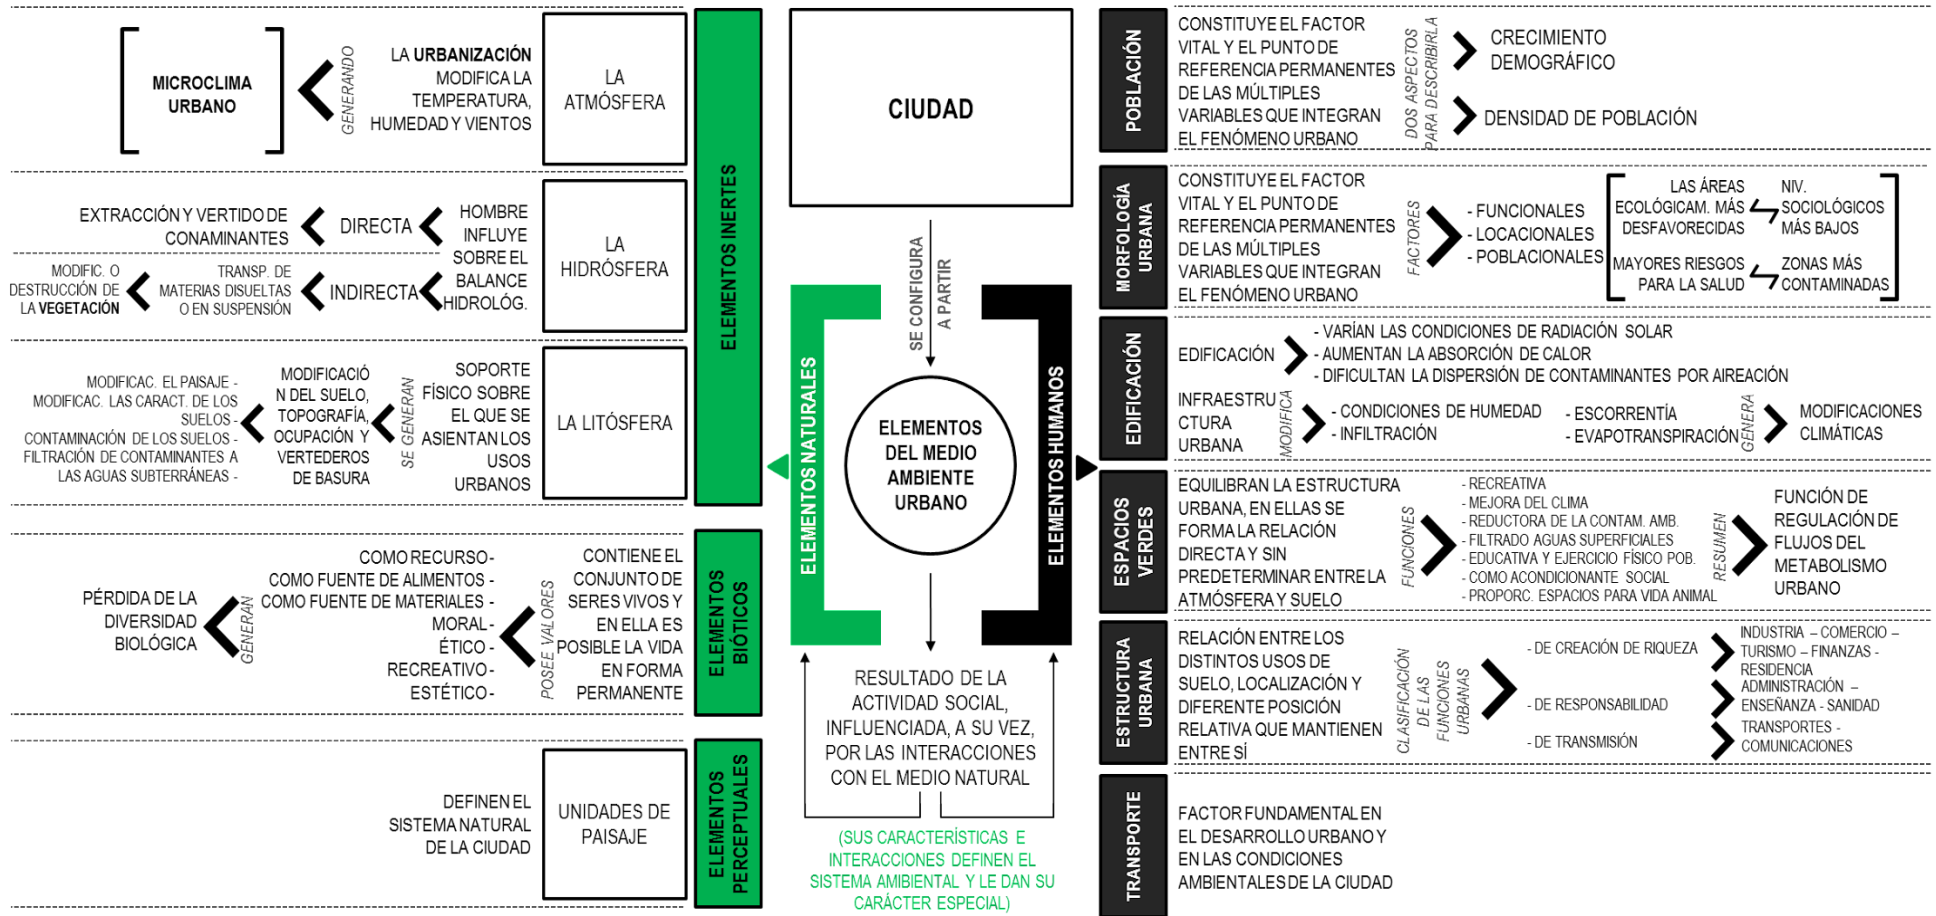 CIUDAD
SE CONFIGURA
A PARTIR
ELEMENTOS
DEL MEDIO
AMBIENTE
URBANO
ELEMENTOS NATURALES
ELEMENTOS HUMANOS
RESULTADO DE LA
ACTIVIDAD SOCIAL,
INFLUENCIADA, A SU VEZ,
POR LAS INTERACCIONES
CON EL MEDIO NATURAL
(SUS CARACTERÍSTICAS E
INTERACCIONES DEFINEN EL
SISTEMA AMIBIENTAL Y LE DAN SU
CARÁCTER ESPECIAL)
ELEMENTOS INERTES
LA
ATMÓSFERA
LA URBANIZACIÓN
MODIFICA LA
TEMPERATURA,
HUMEDAD Y VIENTOS
GENERANDO
MICROCLIMA
URBANO
LA
HIDRÓSFERA
HOMBRE
INFLUYE
SOBRE EL
BALANCE
HIDROLÓG.
DIRECTA
EXTRACCIÓN Y VERTIDO DE
CONAMINANTES
INDIRECTA
TRANSP. DE
MATERIAS DISUELTAS
O EN SUSPENSIÓN
MODIFIC. O
DESTRUCCIÓN DE
LA VEGETACIÓN
LA LITÓSFERA
SOPORTE
FÍSICO SOBRE
EL QUE SE
ASIENTAN LOS
USOS
URBANOS
SE GENERAN
MODIFICACIÓ
N DEL SUELO,
TOPOGRAFÍA,
OCUPACIÓN Y
VERTEDEROS
DE BASURA
MODIFICAC. EL PAISAJE -
MODIFICAC. LAS CARACT. DE LOS
SUELOS -
CONTAMINACIÓN DE LOS SUELOS -
FILTRACIÓN DE CONTAMINANTES A
LAS AGUAS SUBTERRÁNEAS -
ELEMENTOS
BIÓTICOS
CONTIENE EL
CONJUNTO DE
SERES VIVOS Y
EN ELLA ES
POSIBLE LA VIDA
EN FORMA
PERMANENTE
POSEE VALORES
COMO RECURSO-
COMO FUENTE DE ALIMENTOS -
COMO FUENTE DE MATERIALES -
MORAL-
ÉTICO -
RECREATIVO-
ESTÉTICO-
GENERAN
PÉRDIDA DE LA
DIVERSIDAD
BIOLÓGICA
ELEMENTOS
PERCEPTUALES
UNIDADES DE
PAISAJE
DEFINEN EL
SISTEMA NATURAL
DE LA CIUDAD
POBLACIÓN
CONSTITUYE EL FACTOR
VITAL Y EL PUNTO DE
REFERENCIA PERMANENTES
DE LAS MÚLTIPLES
VARIABLES QUE INTEGRAN
EL FENÓMENO URBANO
DOS ASPECTOS
PARA DESCRIBIRLA
CRECIMIENTO
DEMOGRÁFICO
DENSIDAD DE POBLACIÓN
MORFOLOGÍA
URBANA
CONSTITUYE EL FACTOR
VITAL Y EL PUNTO DE
REFERENCIA PERMANENTES
DE LAS MÚLTIPLES
VARIABLES QUE INTEGRAN
EL FENÓMENO URBANO
FACTORES
- FUNCIONALES
- LOCACIONALES
- POBLACIONALES
LAS ÁREAS
ECOLÓGICAM. MÁS
DESFAVORECIDAS
NIV.
SOCIOLÓGICOS
MÁS BAJOS
MAYORES RIESGOS
PARA LA SALUD
ZONAS MÁS
CONTAMINADAS
EDIFICACIÓN
EDIFICACIÓN
- VARÍAN LAS CONDICIONES DE RADIACIÓN SOLAR
- AUMENTAN LA ABSORCIÓN DE CALOR
- DIFICULTAN LA DISPERSIÓN DE CONTAMINANTES POR AIREACIÓN
INFRAESTRU
CTURA
URBANA
MODIFICA
- CONDICIONES DE HUMEDAD
- INFILTRACIÓN
- ESCORRENTÍA
- EVAPOTRANSPIRACIÓN
GENERA
MODIFICACIONES
CLIMÁTICAS
ESPACIOS
VERDES
EQUILIBRAN LA ESTRUCTURA
URBANA, EN ELLAS SE
FORMA LA RELACIÓN
DIRECTA Y SIN
PREDETERMINAR ENTRE LA
ATMÓSFERA Y SUELO
FUNCIONES
- RECREATIVA
- MEJORA DEL CLIMA
- REDUCTORA DE LA CONTAM. AMB.
- FILTRADO AGUAS SUPERFICIALES
- EDUCATIVA Y EJERCICIO FÍSICO POB.
- COMO ACONDICIONANTE SOCIAL
- PROPORC. ESPACIOS PARA VIDA ANIMAL
RESUMEN
FUNCIÓN DE
REGULACIÓN DE
FLUJOS DEL
METABOLISMO
URBANO
ESTRUCTURA
URBANA
RELACIÓN ENTRE LOS
DISTINTOS USOS DE
SUELO, LOCALIZACIÓN Y
DIFERENTE POSICIÓN
RELATIVA QUE MANTIENEN
ENTRE SÍ
CLASIFICACIÓN
DE LAS
FUNCIONES
URBANAS
- DE CREACIÓN DE RIQUEZA
INDUSTRIA – COMERCIO –
TURISMO – FINANZAS -
RESIDENCIA
- DE RESPONSABILIDAD
ADMINISTRACIÓN –
ENSEÑANZA - SANIDAD
- DE TRANSMISIÓN
TRANSPORTES -
COMUNICACIONES
TRANSPORTE
FACTOR FUNDAMENTAL EN
EL DESARROLLO URBANO Y
EN LAS CONDICIONES
AMBIENTALES DE LA CIUDAD